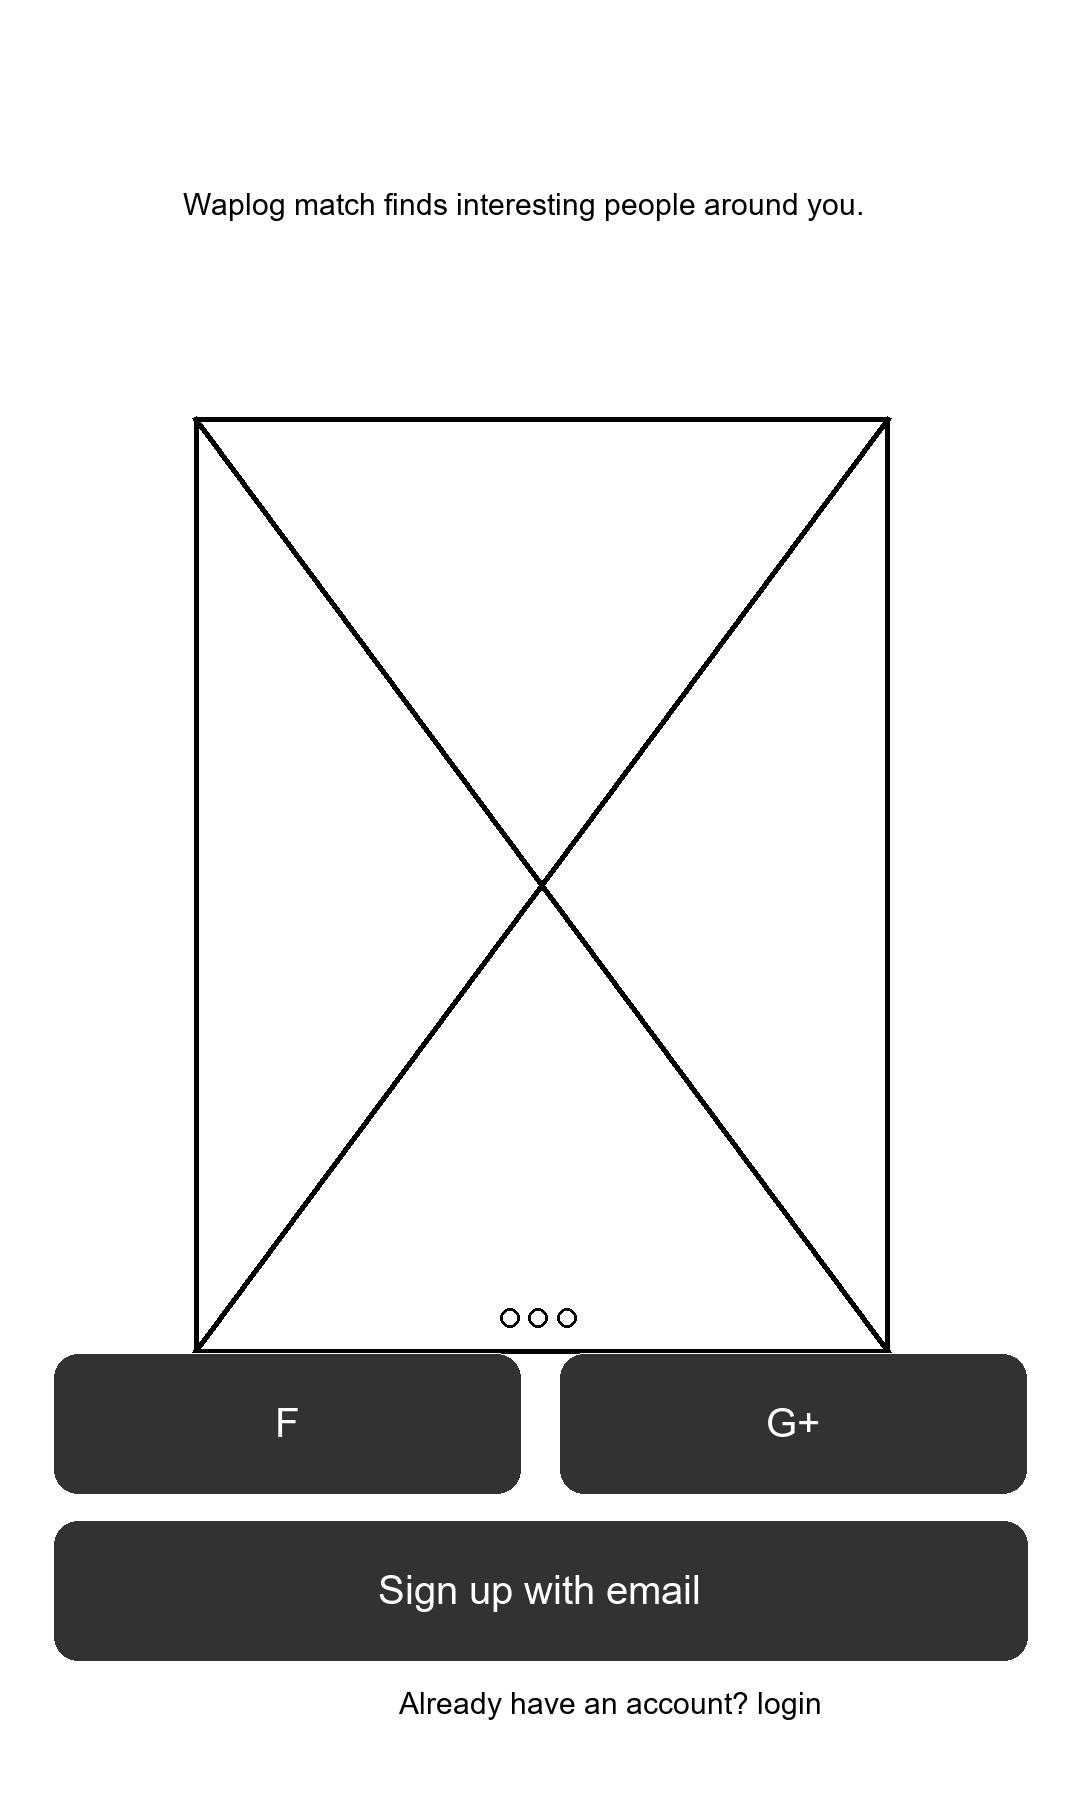 Waplog match finds interesting people around you.
F
G+
Sign up with email
Already have an account? login